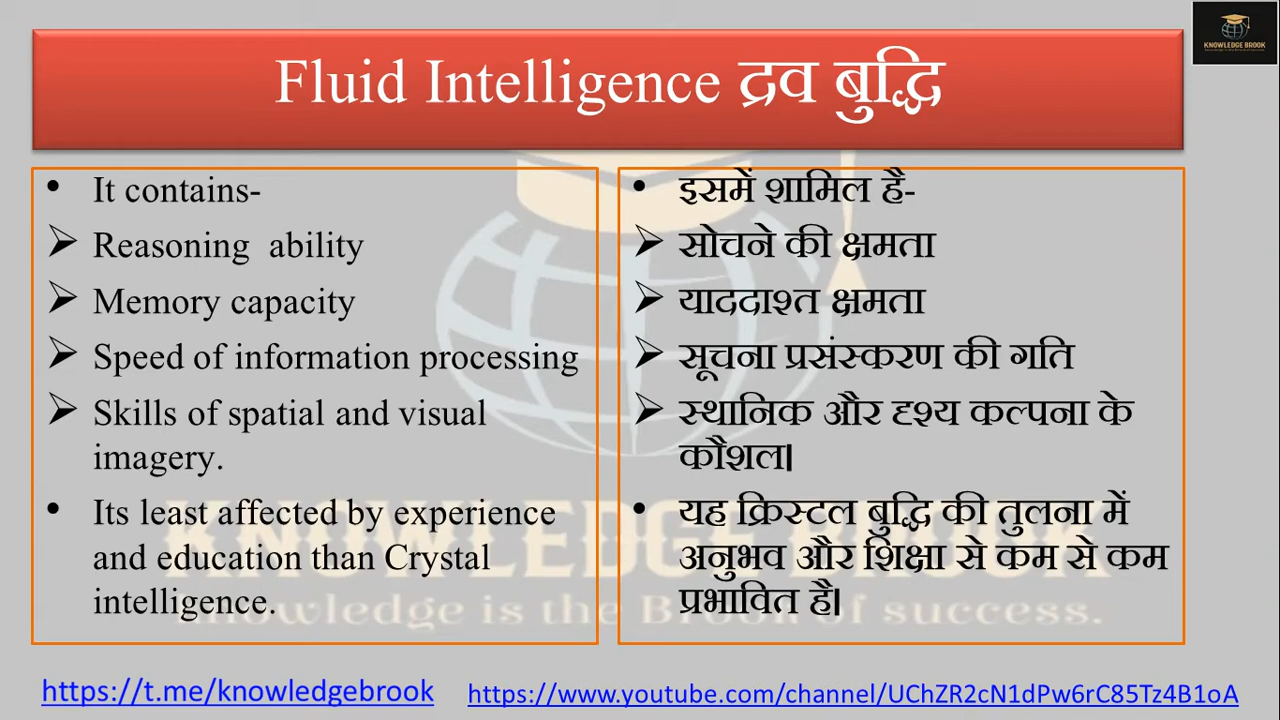 KNOWLEDGE BROOK
Fluid Intelligence द्रव बुद्धि
• It contains-
➢ Reasoning ability
➢ Memory capacity
➢ Speed of information processing
➢ Skills of spatial and visual
imagery.
• Its least affected by experience
and education than Crystal
intelligence.
• इसमें शामिल है-
➢ सोचने की क्षमता
➢ याददाश्त क्षमता
➢ सूचना प्रसंस्करण की गति
➢ स्थानिक और दृश्य कल्पना के
कौशल।
• यह क्रिस्टल बुद्धि की तुलना में
अनुभव और शिक्षा से कम से कम
प्रभावित है।
KNOWLEDGE BROOK
Knowledge is the Brook of success.
https://t.me/knowledgebrook
https://www.youtube.com/channel/UChZR2cN1dPw6rC85Tz4B1oA